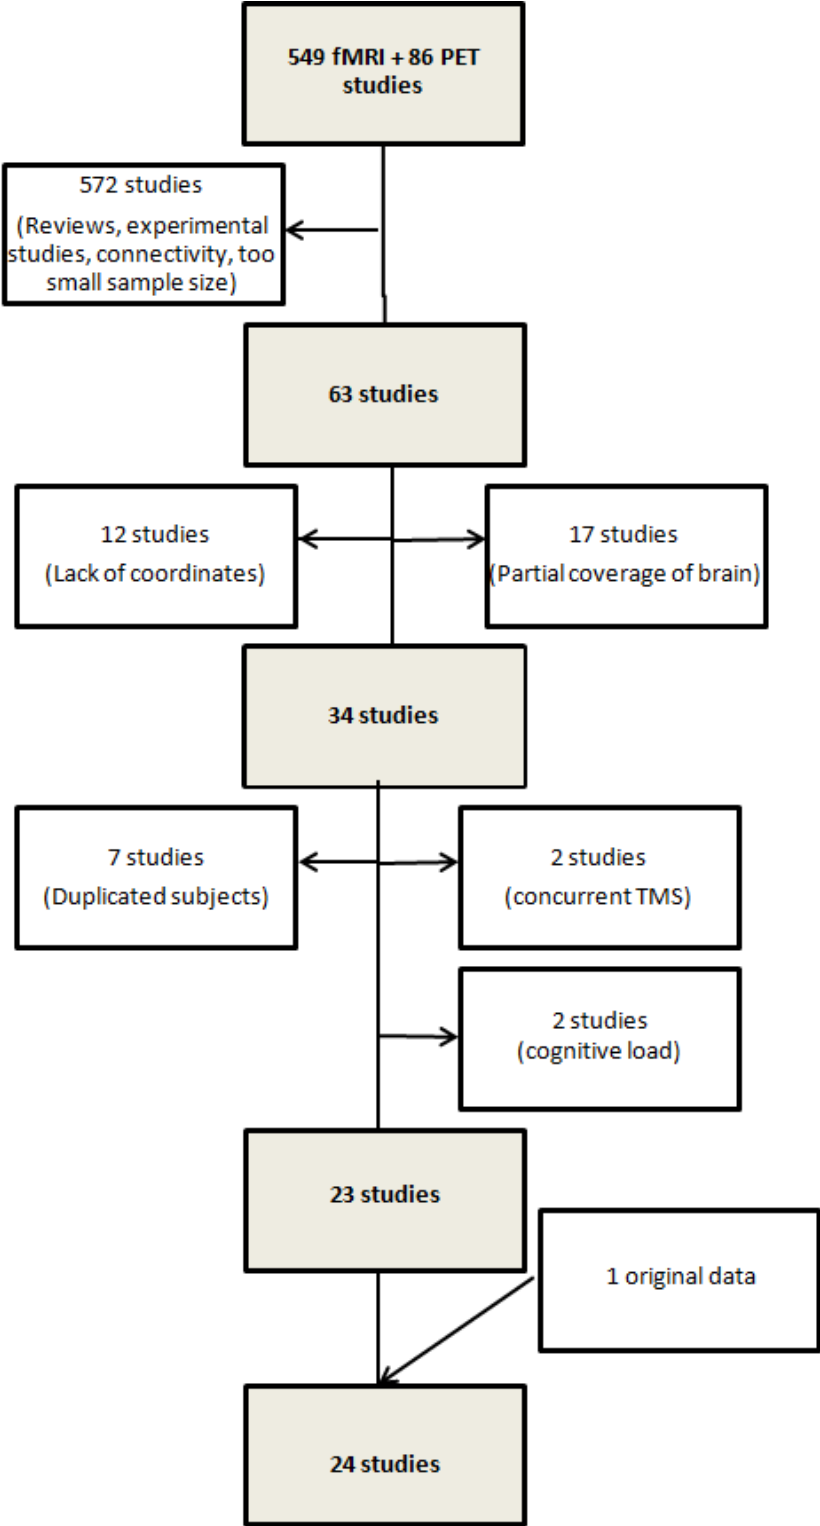 549 fMRI + 86 PET
studies
572 studies
(Reviews, experimental
studies, connectivity, too
small sample size)
63 studies
12 studies
(Lack of coordinates)
17 studies
(Partial coverage of brain)
34 studies
7 studies
(Duplicated subjects)
2 studies
(concurrent TMS)
2 studies
(cognitive load)
23 studies
1 original data
24 studies